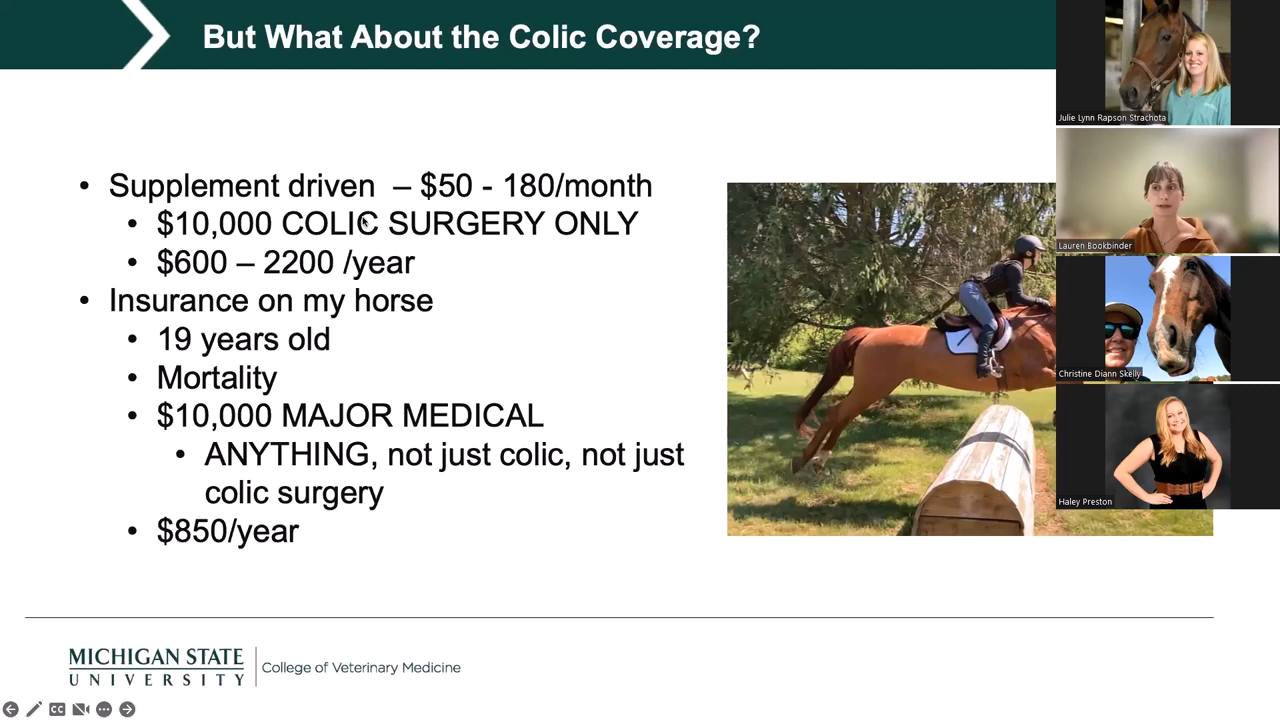 But What About the Colic Coverage?
• Supplement driven – $50 - 180/month
• $10,000 COLIC SURGERY ONLY
• $600 – 2200 /year
• Insurance on my horse
• 19 years old
• Mortality
• $10,000 MAJOR MEDICAL
• ANYTHING, not just colic, not just
colic surgery
• $850/year
Julie Lynn Rapson Strachota
Lauren Bookbinder
Christine Diann Skelly
Haley Preston
MICHIGAN STATE
UNIVERSITY
College of Veterinary Medicine
CC